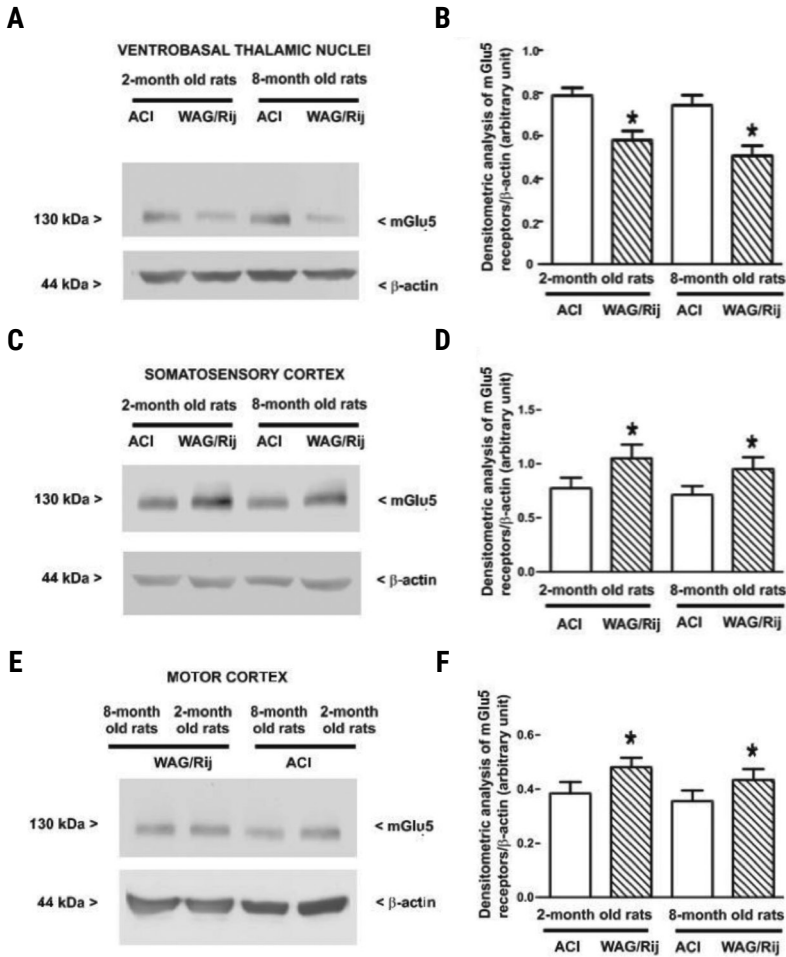 A
VENTROBASAL THALAMIC NUCLEI
2-month old rats 8-month old rats
ACI WAG/Rij ACI WAG/Rij
130 kDa > < mGlu5
44 kDa > < β-actin
B
Densitometric analysis of mGlu5
receptors/β-actin (arbitrary unit)
1.0
0.8
0.6
0.4
0.2
0
* *
2-month old rats 8-month old rats
ACI WAG/Rij ACI WAG/Rij
C
SOMATOSENSORY CORTEX
2-month old rats 8-month old rats
ACI WAG/Rij ACI WAG/Rij
130 kDa > < mGlu5
44 kDa > < β-actin
D
Densitometric analysis of mGlu5
receptors/β-actin (arbitrary unit)
1.5
1.0
0.5
0.0
* *
2-month old rats 8-month old rats
ACI WAG/Rij ACI WAG/Rij
E
MOTOR CORTEX
8-month 2-month 8-month 2-month
old rats old rats old rats old rats
WAG/Rij ACI
130 kDa > < mGlu5
44 kDa > < β-actin
F
Densitometric analysis of mGlu5
receptors/β-actin (arbitrary unit)
0.6
0.4
0.2
0.0
* *
2-month old rats 8-month old rats
ACI WAG/Rij ACI WAG/Rij